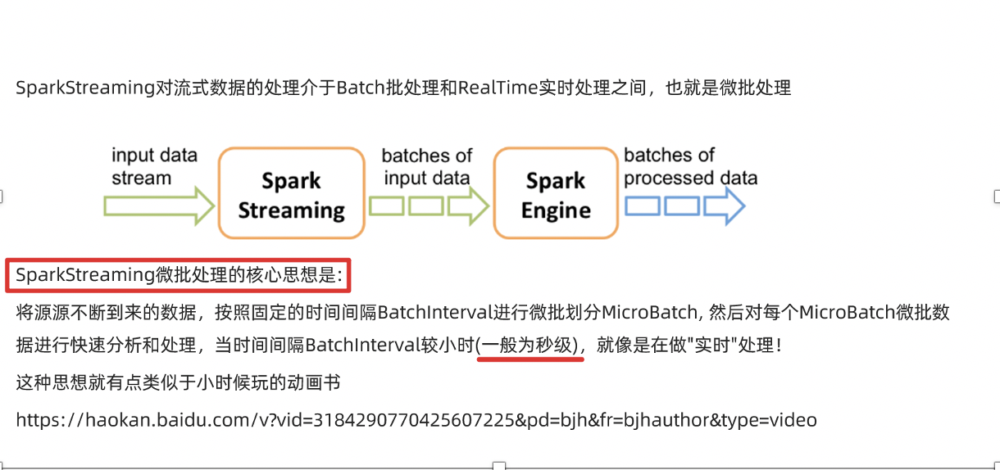 SparkStreaming对流式数据的处理介于Batch批处理和RealTime实时处理之间，也就是微批处理
input data
stream
Spark
Streaming
batches of
input data
Spark
Engine
batches of
processed data
SparkStreaming微批处理的核心思想是:
将源源不断到来的数据，按照固定的时间间隔BatchInterval进行微批划分MicroBatch, 然后对每个MicroBatch微批数
据进行快速分析和处理，当时间间隔BatchInterval较小时(一般为秒级)，就像是在做"实时"处理！
这种思想就有点类似于小时候玩的动画书
https://haokan.baidu.com/v?vid=3184290770425607225&pd=bjh&fr=bjhauthor&type=video